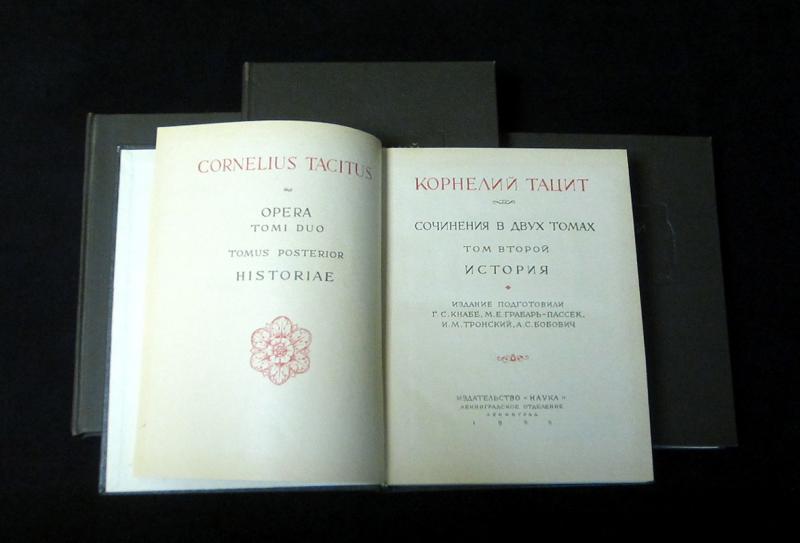 CORNELIUS TACITUS
OPERA
TOMI DUO
TOMUS POSTERIOR
HISTORIAE
КОРНЕЛИЙ ТАЦИТ
СОЧИНЕНИЯ В ДВУХ ТОМАХ
ТОМ ВТОРОЙ
ИСТОРИЯ
ИЗДАНИЕ ПОДГОТОВИЛИ
Г. С. КНАБЕ, М. Е. ГРАБАРЬ-ПАССЕК,
И. М. ТРОНСКИЙ, А. С. БОБОВИЧ
ИЗДАТЕЛЬСТВО «НАУКА»
ЛЕНИНГРАДСКОЕ ОТДЕЛЕНИЕ
ЛЕНИНГРАД